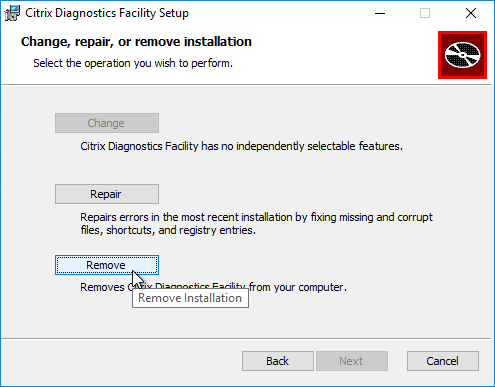 Citrix Diagnostics Facility Setup
Change, repair, or remove installation
Select the operation you wish to perform.
Change
Citrix Diagnostics Facility has no independently selectable features.
Repair
Repairs errors in the most recent installation by fixing missing and corrupt
files, shortcuts, and registry entries.
Remove
Removes Citrix Diagnostics Facility from your computer.
Remove Installation
Back
Next
Cancel